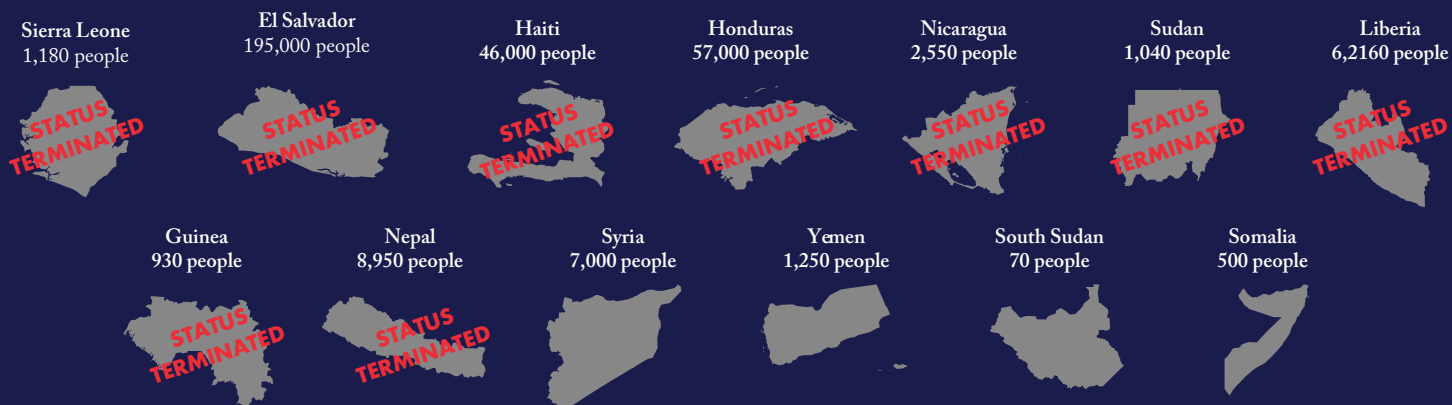 Sierra Leone
1,180 people
STATUS
TERMINATED
El Salvador
195,000 people
STATUS
TERMINATED
Haiti
46,000 people
STATUS
TERMINATED
Honduras
57,000 people
STATUS
TERMINATED
Nicaragua
2,550 people
STATUS
TERMINATED
Sudan
1,040 people
STATUS
TERMINATED
Liberia
6,2160 people
STATUS
TERMINATED
Guinea
930 people
STATUS
TERMINATED
Nepal
8,950 people
STATUS
TERMINATED
Syria
7,000 people
Yemen
1,250 people
South Sudan
70 people
Somalia
500 people